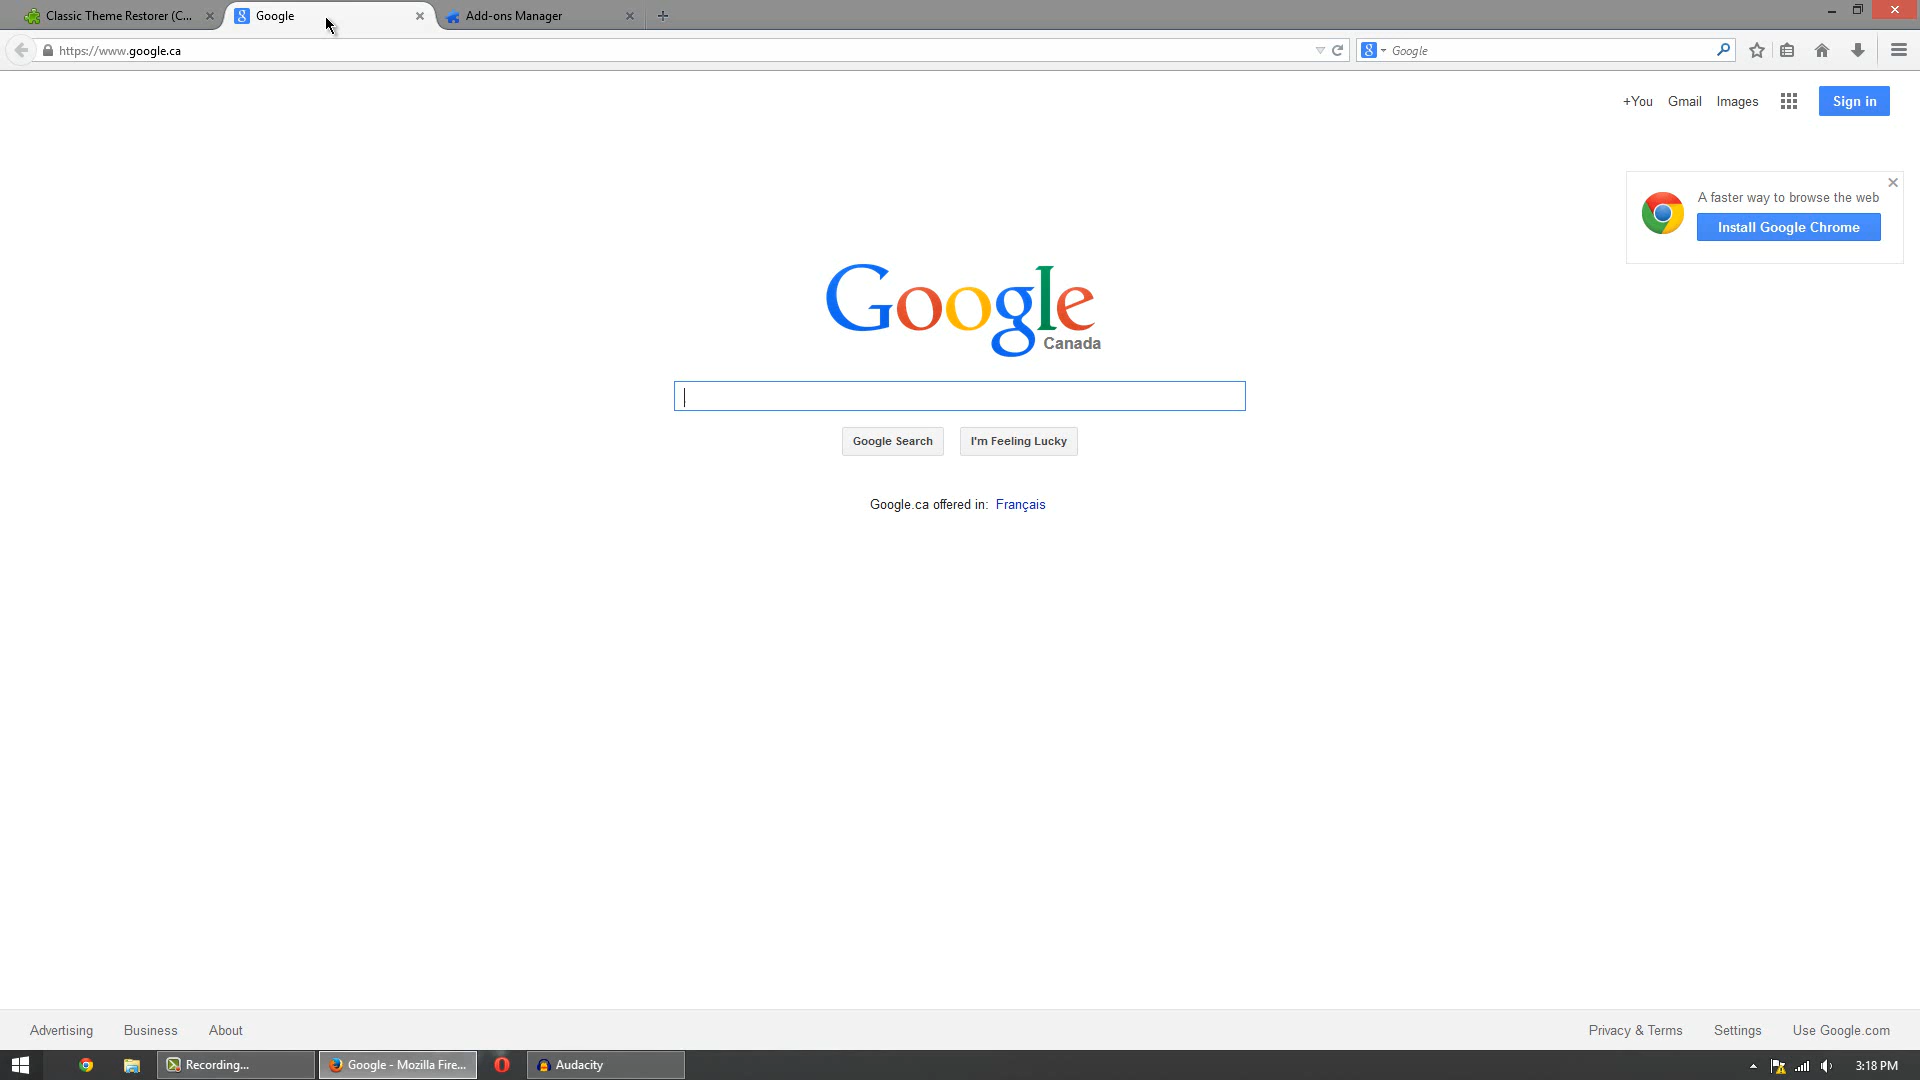 Classic Theme Restorer (C...
Google
Add-ons Manager
https://www.google.ca
Google
+You Gmail Images Sign in
A faster way to browse the web
Install Google Chrome
Google
Canada
Google Search I'm Feeling Lucky
Google.ca offered in: Français
Advertising Business About
Privacy & Terms Settings Use Google.com
Recording...
Google - Mozilla Fire...
Audacity
3:18 PM